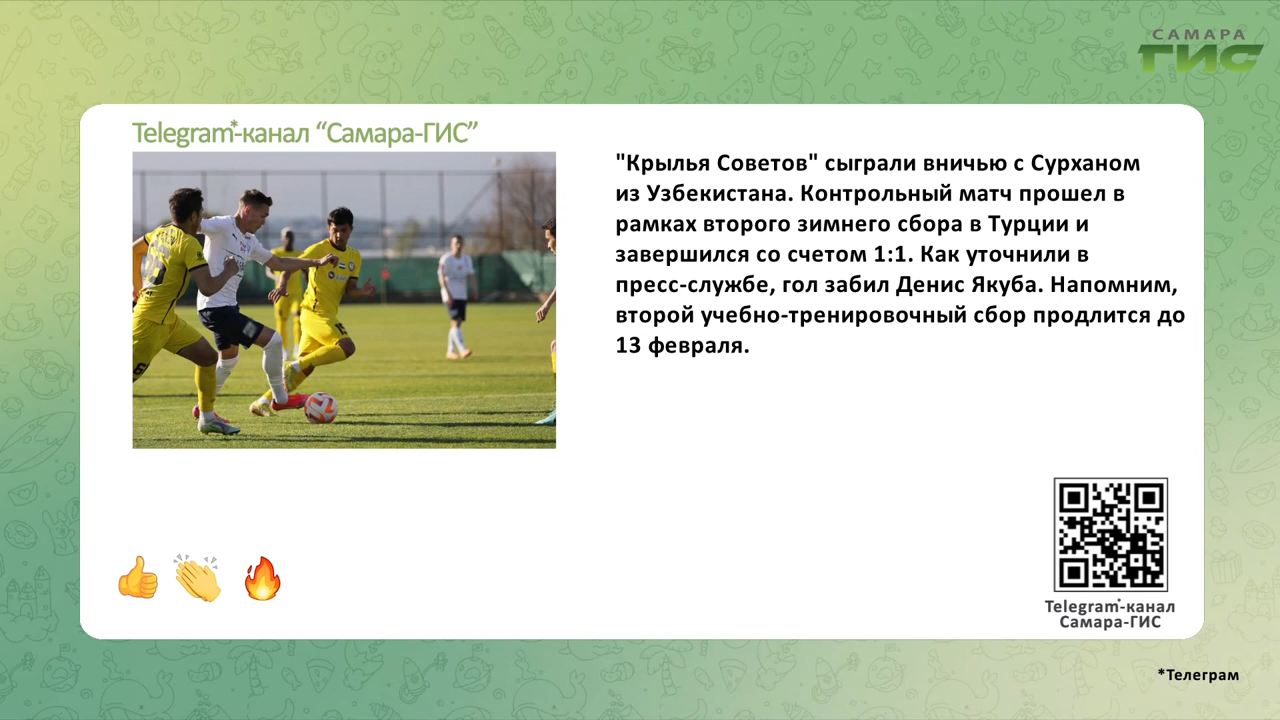 САМАРА
ГИС
Telegram*-канал “Самара-ГИС”
"Крылья Советов" сыграли вничью с Сурханом
из Узбекистана. Контрольный матч прошел в
рамках второго зимнего сбора в Турции и
завершился со счетом 1:1. Как уточнили в
пресс-службе, гол забил Денис Якуба. Напомним,
второй учебно-тренировочный сбор продлится до
13 февраля.
Telegram*-канал
Самара-ГИС
*Телеграм